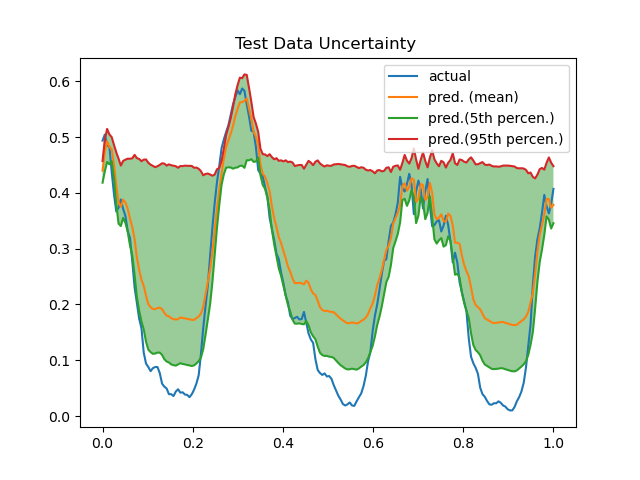 Test Data Uncertainty
actual
pred. (mean)
pred.(5th percen.)
pred.(95th percen.)
0.6
0.5
0.4
0.3
0.2
0.1
0.0
0.0 0.2 0.4 0.6 0.8 1.0